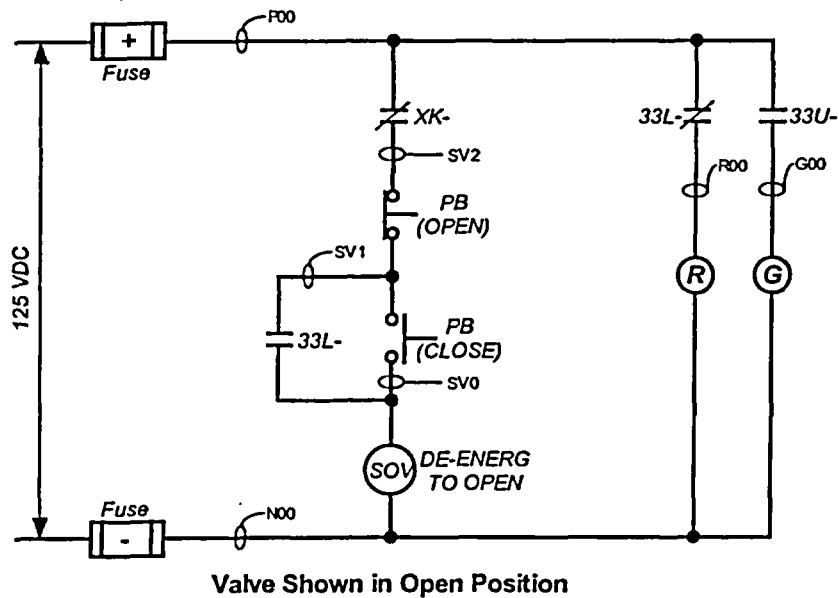 P00
+
Fuse
XK-
33L-
33U-
SV2
R00
G00
PB
(OPEN)
SV1
125 VDC
R
G
33L-
PB
(CLOSE)
SV0
SOV
DE-ENERG
TO OPEN
Fuse
-
N00
Valve Shown in Open Position